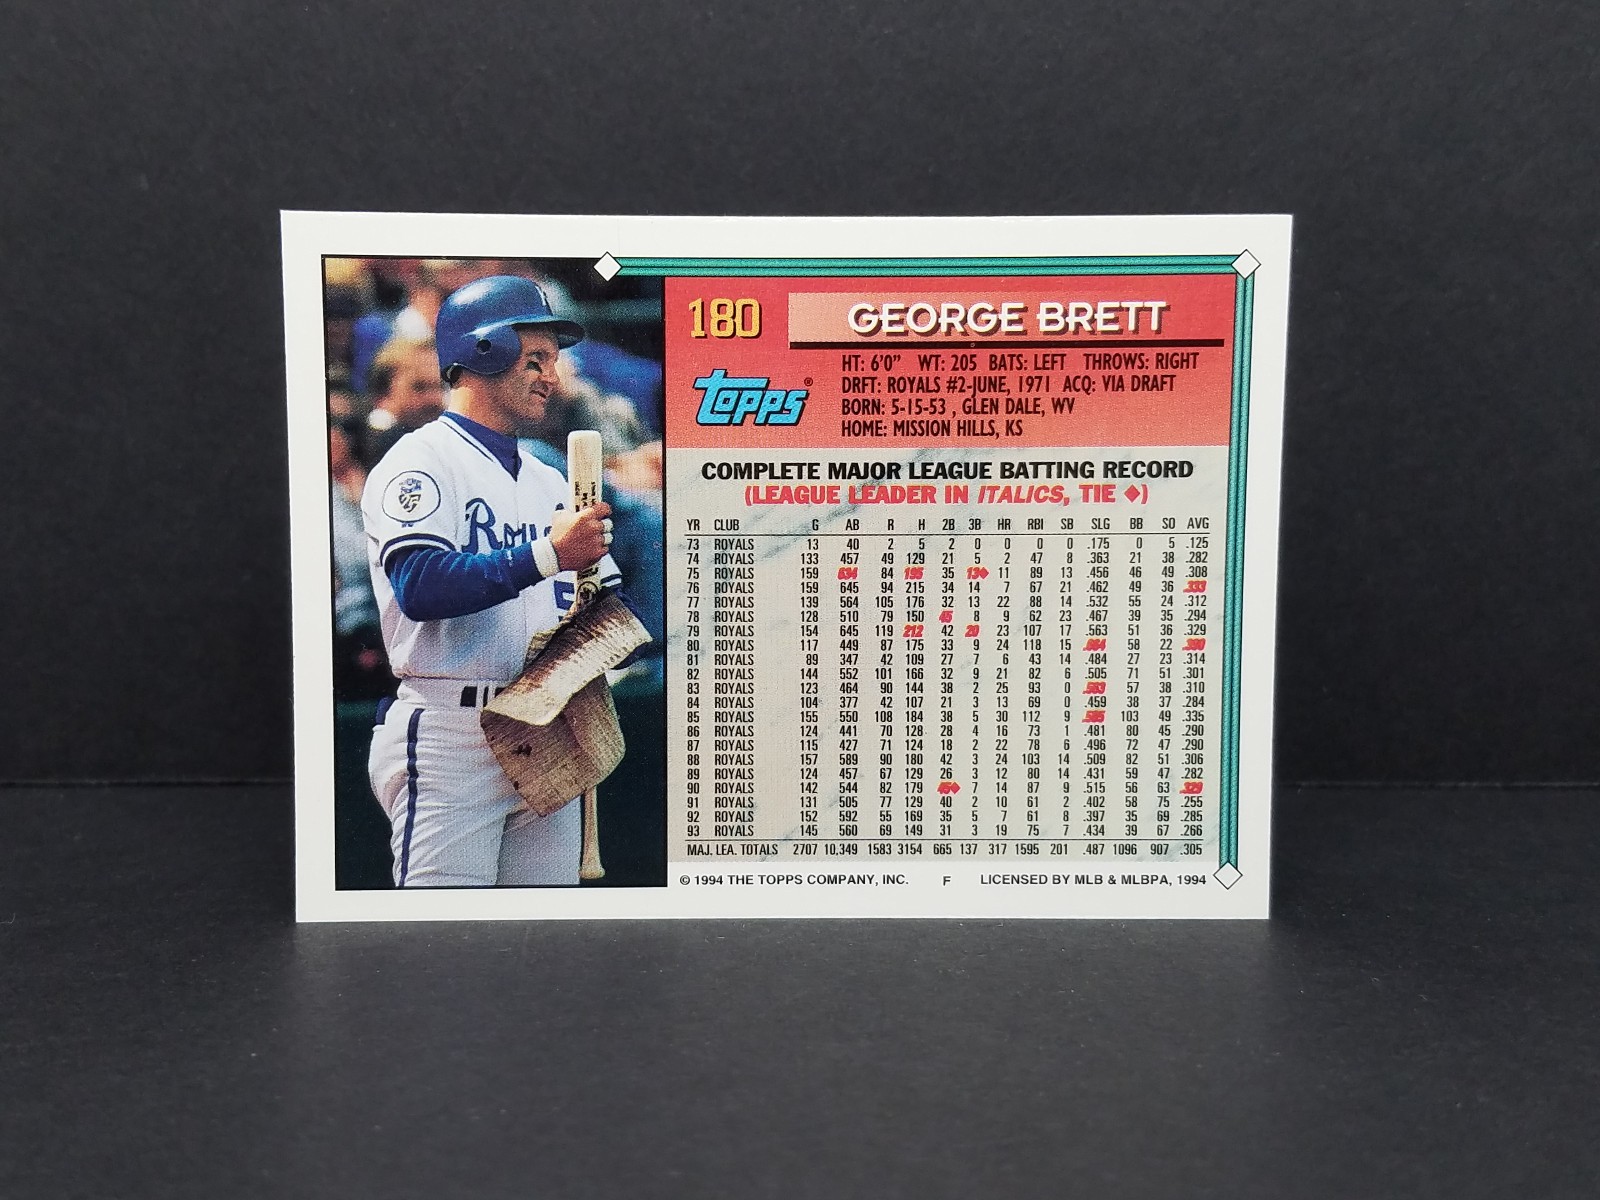 180
GEORGE BRETT
topps®
HT: 6'0" WT: 205 BATS: LEFT THROWS: RIGHT
DRFT: ROYALS #2-JUNE, 1971 ACQ: VIA DRAFT
BORN: 5-15-53 , GLEN DALE, WV
HOME: MISSION HILLS, KS
COMPLETE MAJOR LEAGUE BATTING RECORD
(LEAGUE LEADER IN ITALICS, TIE ◆)
YR CLUB G AB R H 2B 3B HR RBI SB SLG BB SO AVG
73 ROYALS 13 40 2 5 2 0 0 0 0 .175 0 5 .125
74 ROYALS 133 457 49 129 21 5 2 47 8 .363 21 38 .282
75 ROYALS 159 634 84 195 35 13◆ 11 89 13 .456 46 49 .308
76 ROYALS 159 645 94 215 34 14 7 67 21 .462 49 36 .333
77 ROYALS 139 564 105 176 32 13 22 88 14 .532 55 24 .312
78 ROYALS 128 510 79 150 45 8 9 62 23 .467 39 35 .294
79 ROYALS 154 645 119 212 42 20 23 107 17 .563 51 36 .329
80 ROYALS 117 449 87 175 33 9 24 118 15 .664 58 22 .390
81 ROYALS 89 347 42 109 27 7 6 43 14 .484 27 23 .314
82 ROYALS 144 552 101 166 32 9 21 82 6 .505 71 51 .301
83 ROYALS 123 464 90 144 38 2 25 93 0 .563 57 38 .310
84 ROYALS 104 377 42 107 21 3 13 69 0 .459 38 37 .284
85 ROYALS 155 550 108 184 38 5 30 112 9 .585 103 49 .335
86 ROYALS 124 441 70 128 28 4 16 73 1 .481 80 45 .290
87 ROYALS 115 427 71 124 18 2 22 78 6 .496 72 47 .290
88 ROYALS 157 589 90 180 42 3 24 103 14 .509 82 51 .306
89 ROYALS 124 457 67 129 26 3 12 80 14 .431 59 47 .282
90 ROYALS 142 544 82 179 45◆ 7 14 87 9 .515 56 63 .329
91 ROYALS 131 505 77 129 40 2 10 61 2 .402 58 75 .255
92 ROYALS 152 592 55 169 35 5 7 61 8 .397 35 69 .285
93 ROYALS 145 560 69 149 31 3 19 75 7 .434 39 67 .266
MAJ. LEA. TOTALS 2707 10,349 1583 3154 665 137 317 1595 201 .487 1096 907 .305
© 1994 THE TOPPS COMPANY, INC. F LICENSED BY MLB & MLBPA, 1994